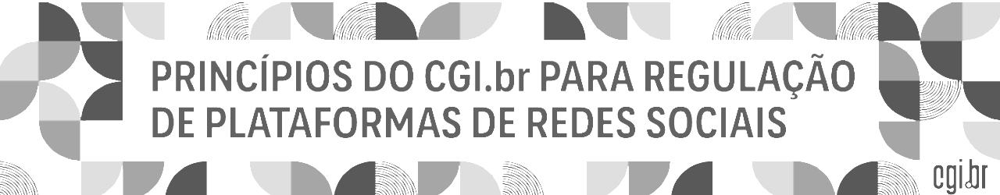 PRINCÍPIOS DO CGI.br PARA REGULAÇÃO
DE PLATAFORMAS DE REDES SOCIAIS
cgi.br